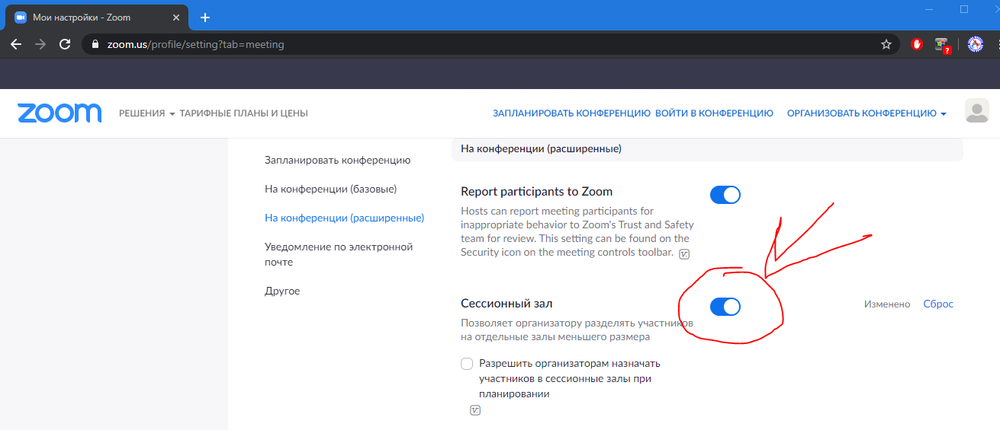 Мои настройки - Zoom
zoom.us/profile/setting?tab=meeting
?
zoom
РЕШЕНИЯ ТАРИФНЫЕ ПЛАНЫ И ЦЕНЫ
ЗАПЛАНИРОВАТЬ КОНФЕРЕНЦИЮ ВОЙТИ В КОНФЕРЕНЦИЮ ОРГАНИЗОВАТЬ КОНФЕРЕНЦИЮ
Запланировать конференцию
На конференции (базовые)
На конференции (расширенные)
Уведомление по электронной
почте
Другое
На конференции (расширенные)
Report participants to Zoom
Hosts can report meeting participants for
inappropriate behavior to Zoom's Trust and Safety
team for review. This setting can be found on the
Security icon on the meeting controls toolbar.
Сессионный зал
Изменено Сброс
Позволяет организатору разделять участников
на отдельные залы меньшего размера
Разрешить организаторам назначать
участников в сессионные залы при
планировании